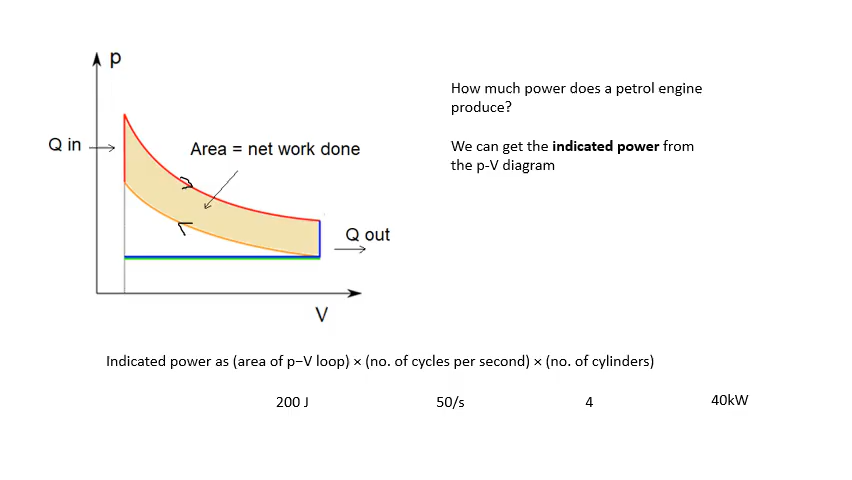 p
How much power does a petrol engine
produce?
We can get the indicated power from
the p-V diagram
Q in
Area = net work done
Q out
V
Indicated power as (area of p−V loop) × (no. of cycles per second) × (no. of cylinders)
200 J 50/s 4 40kW